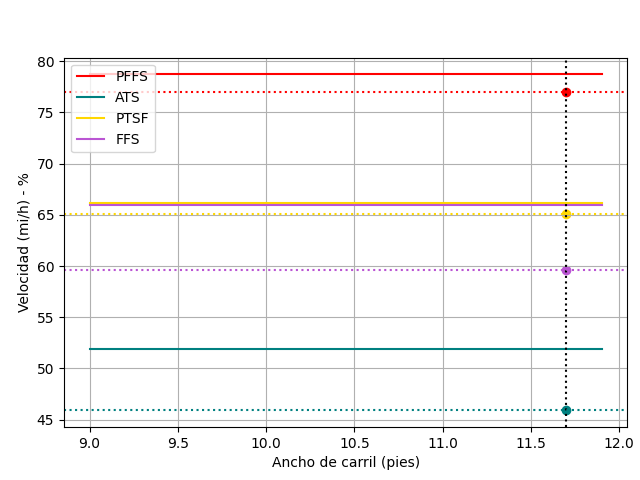 80
75
70
65
60
55
50
45
PFFS
ATS
PTSF
FFS
Velocidad (mi/h) - %
9.0 9.5 10.0 10.5 11.0 11.5 12.0
Ancho de carril (pies)